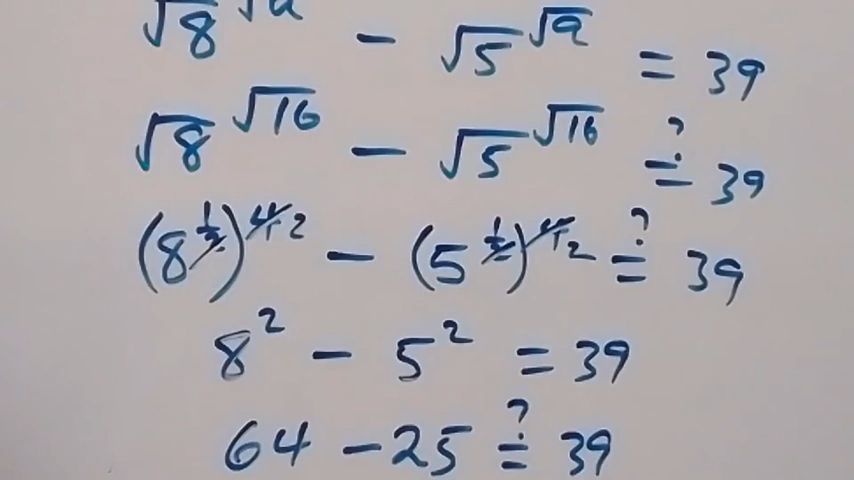 √8^√a - √5^√a = 39
√8^√16 - √5^√16 ≟ 39
(8^½)^4 2 - (5^½)^4 2 ≟ 39
8² - 5² = 39
64 - 25 ≟ 39